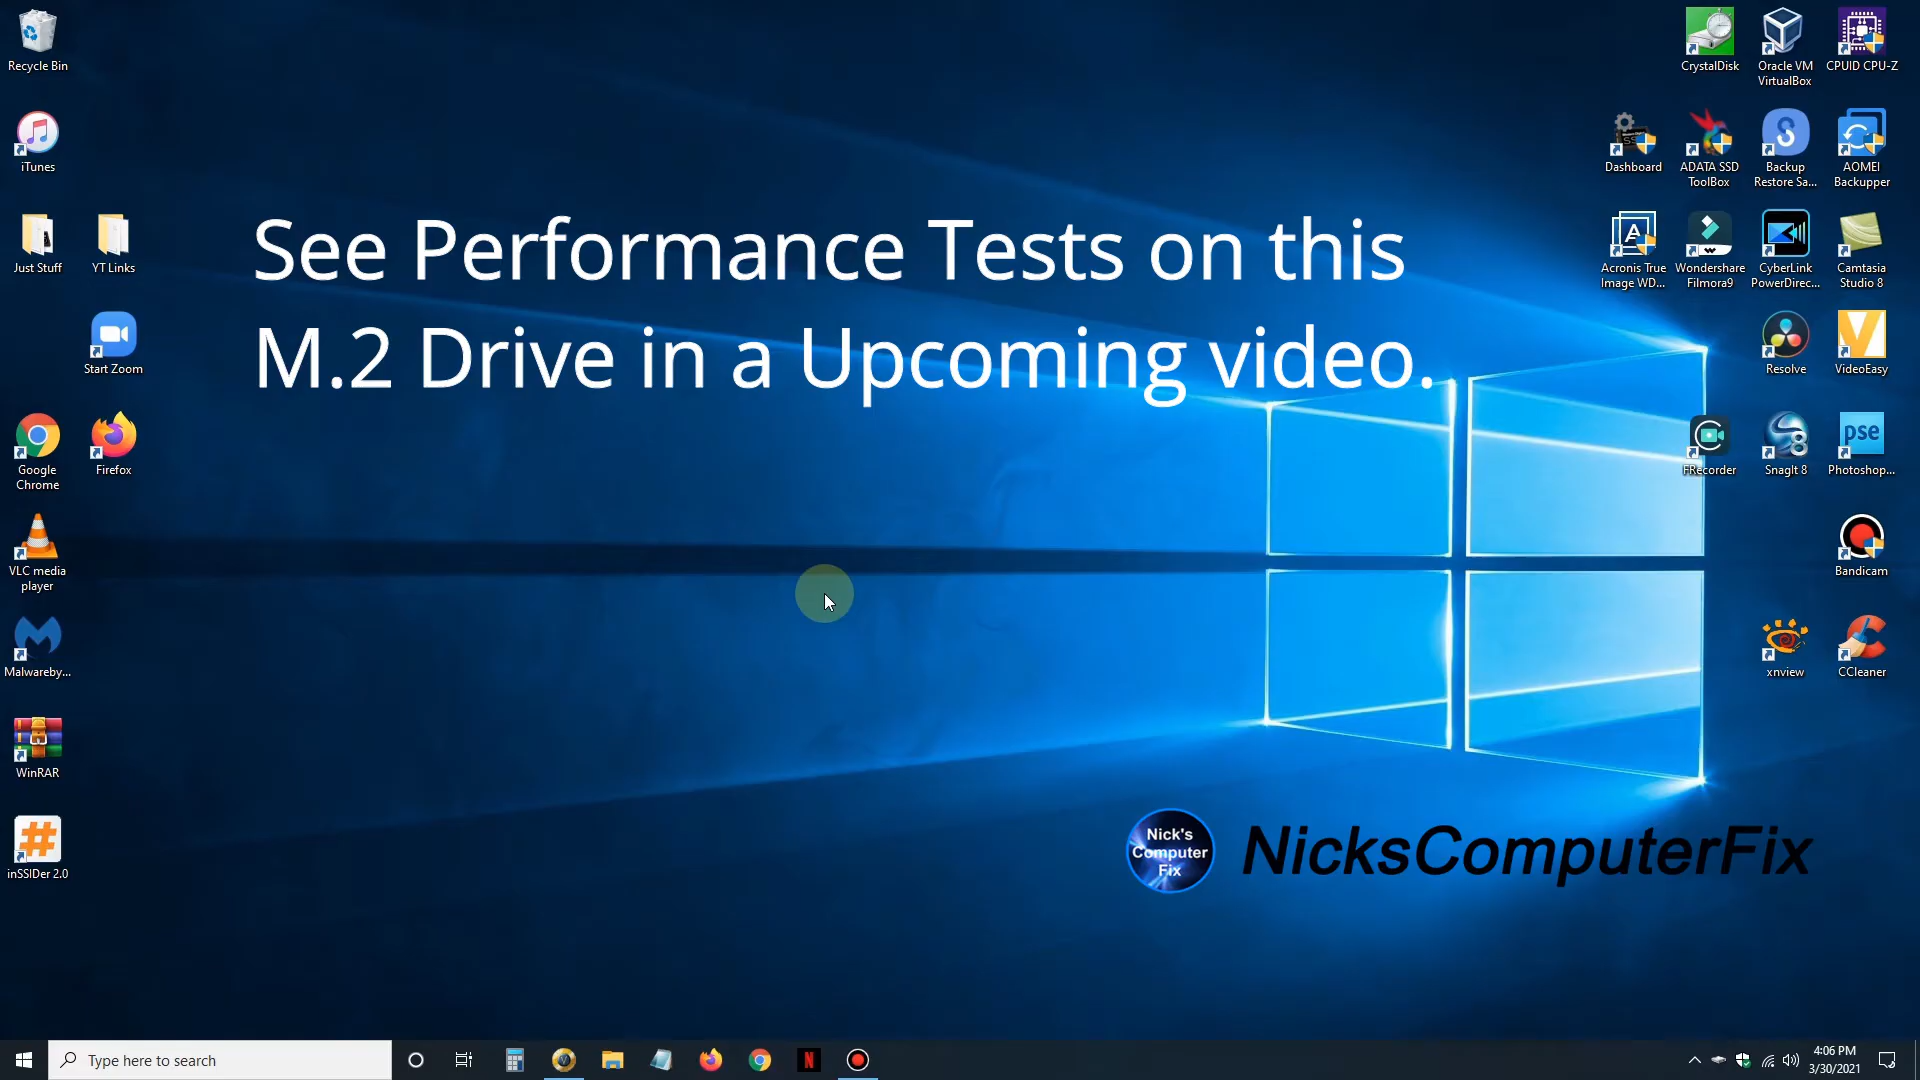 Recycle Bin
iTunes
Just Stuff
YT Links
Start Zoom
Google
Chrome
Firefox
VLC media
player
Malwareby...
WinRAR
inSSIDer 2.0
See Performance Tests on this
M.2 Drive in a Upcoming video.
CrystalDisk
Oracle VM
VirtualBox
CPUID CPU-Z
Dashboard
ADATA SSD
ToolBox
Backup
Restore Sa...
AOMEI
Backupper
Acronis True
Image WD...
Wondershare
Filmora9
CyberLink
PowerDirec...
Camtasia
Studio 8
Resolve
VideoEasy
FRecorder
SnagIt 8
pse
Photoshop...
Bandicam
xnview
CCleaner
Nick's
Computer
Fix
NicksComputerFix
Type here to search
4:06 PM
3/30/2021